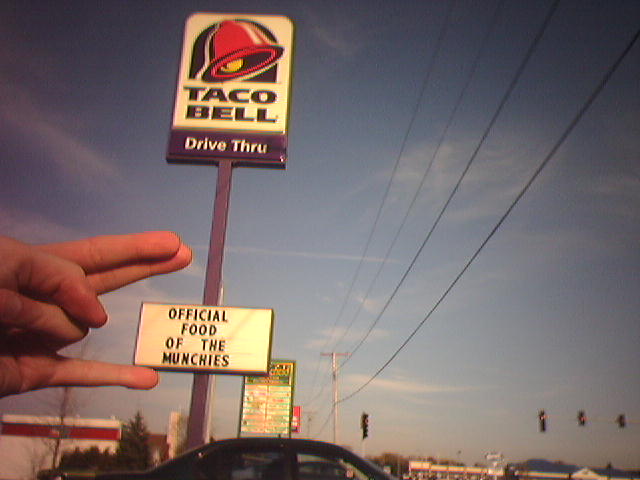 TACO
BELL
Drive Thru
OFFICIAL
FOOD
OF THE
MUNCHIES